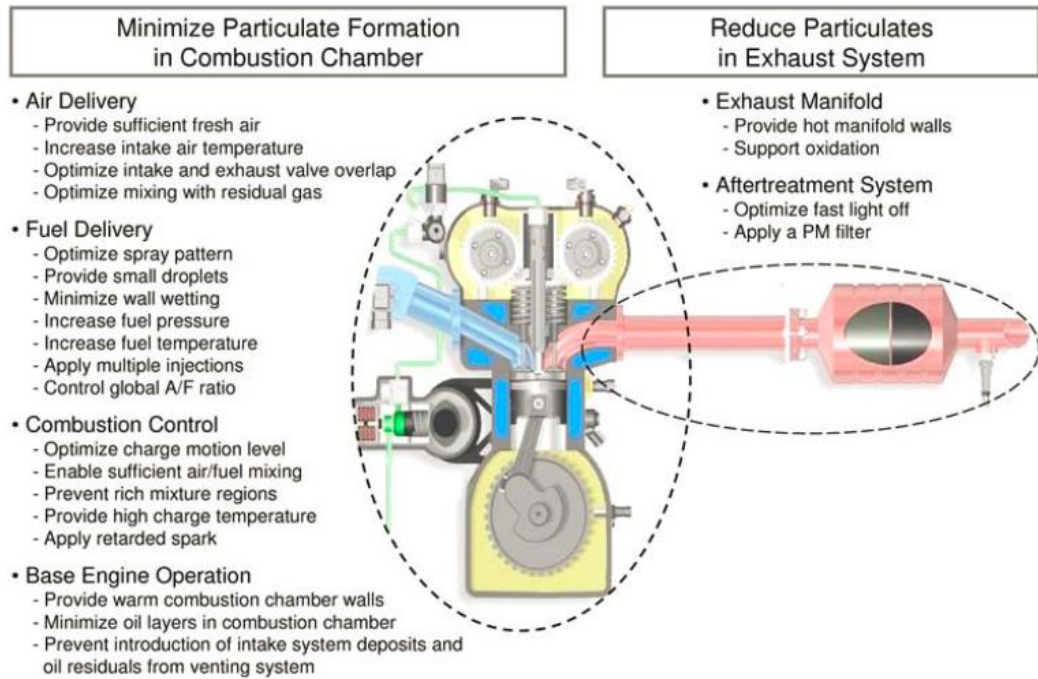 Minimize Particulate Formation
in Combustion Chamber
• Air Delivery
- Provide sufficient fresh air
- Increase intake air temperature
- Optimize intake and exhaust valve overlap
- Optimize mixing with residual gas
• Fuel Delivery
- Optimize spray pattern
- Provide small droplets
- Minimize wall wetting
- Increase fuel pressure
- Increase fuel temperature
- Apply multiple injections
- Control global A/F ratio
• Combustion Control
- Optimize charge motion level
- Enable sufficient air/fuel mixing
- Prevent rich mixture regions
- Provide high charge temperature
- Apply retarded spark
• Base Engine Operation
- Provide warm combustion chamber walls
- Minimize oil layers in combustion chamber
- Prevent introduction of intake system deposits and
oil residuals from venting system
Reduce Particulates
in Exhaust System
• Exhaust Manifold
- Provide hot manifold walls
- Support oxidation
• Aftertreatment System
- Optimize fast light off
- Apply a PM filter